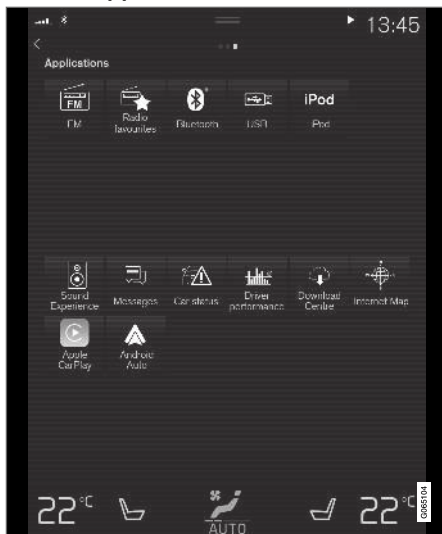 13:45
Applications
iPod
FM
FM
Radio
favourites
Bluetooth
USB
iPod
Sound
Experience
Messages
Car status
Driver
performance
Download
Centre
Internet Map
Apple
CarPlay
Android
Auto
22°C
22°C
AUTO
G065104